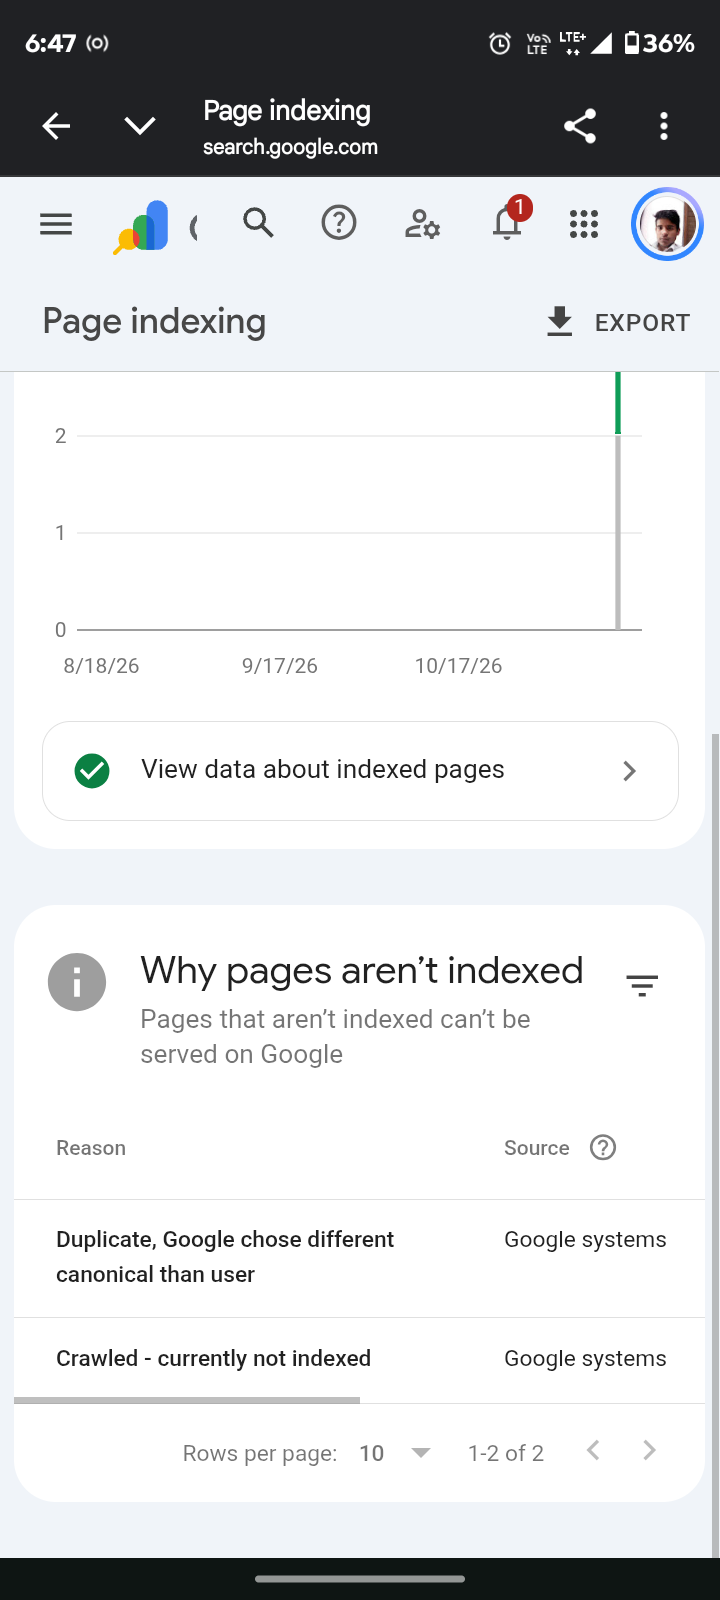 6:47
Vo)) LTE LTE+ 36%
Page indexing
search.google.com
1
Page indexing
EXPORT
2
1
0
8/18/26 9/17/26 10/17/26
View data about indexed pages
Why pages aren’t indexed
Pages that aren’t indexed can’t be
served on Google
Reason Source
Duplicate, Google chose different Google systems
canonical than user
Crawled - currently not indexed Google systems
Rows per page: 10 1-2 of 2